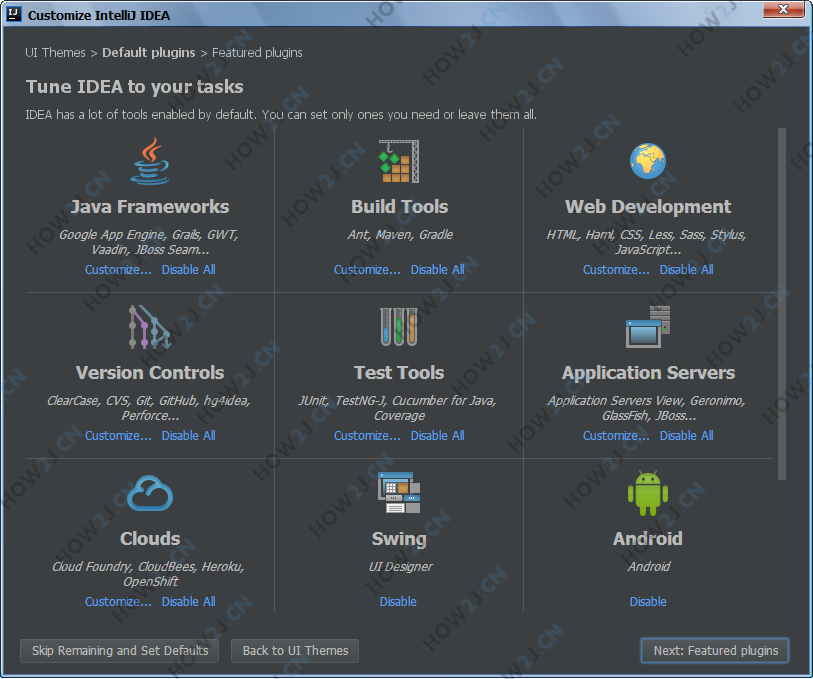 Customize IntelliJ IDEA
UI Themes > Default plugins > Featured plugins
Tune IDEA to your tasks
IDEA has a lot of tools enabled by default. You can set only ones you need or leave them all.
Java Frameworks
Google App Engine, Grails, GWT,
Vaadin, JBoss Seam...
Customize... Disable All
Build Tools
Ant, Maven, Gradle
Customize... Disable All
Web Development
HTML, Haml, CSS, Less, Sass, Stylus,
JavaScript...
Customize... Disable All
Version Controls
ClearCase, CVS, Git, GitHub, hg4idea,
Perforce...
Customize... Disable All
Test Tools
JUnit, TestNG-J, Cucumber for Java,
Coverage
Customize... Disable All
Application Servers
Application Servers View, Geronimo,
GlassFish, JBoss...
Customize... Disable All
Clouds
Cloud Foundry, CloudBees, Heroku,
OpenShift
Customize... Disable All
Swing
UI Designer
Disable
Android
Android
Disable
Skip Remaining and Set Defaults
Back to UI Themes
Next: Featured plugins
HOW2J.CN